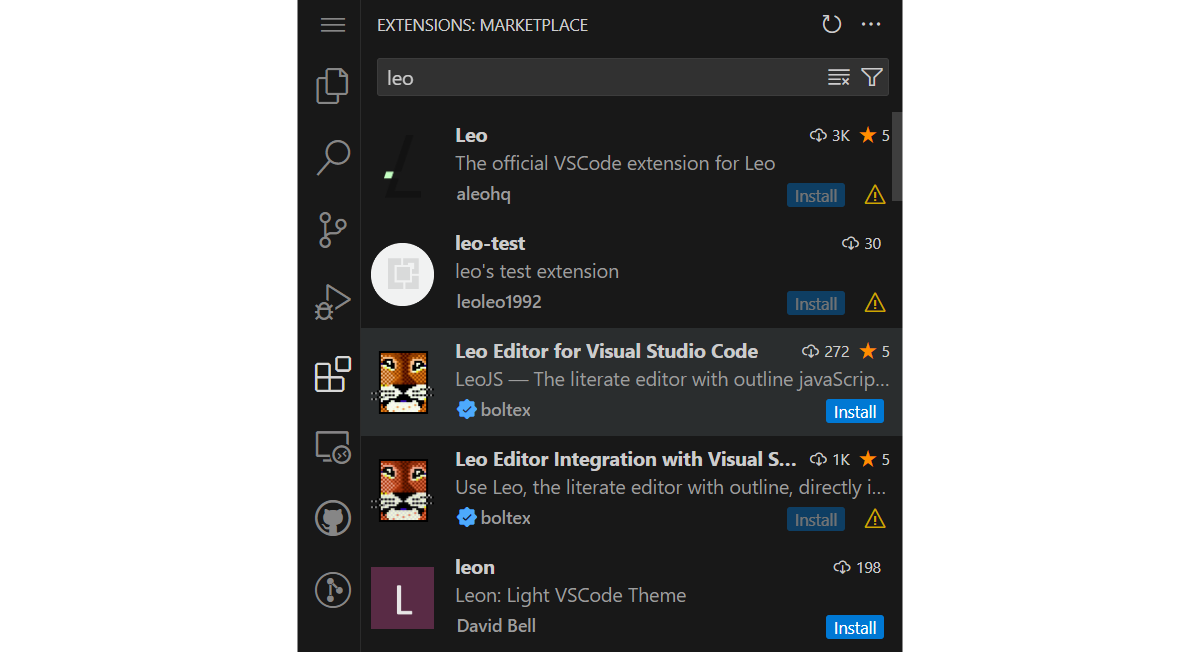 EXTENSIONS: MARKETPLACE
leo
Leo 3K 5
The official VSCode extension for Leo
aleohq Install
leo-test 30
leo's test extension
leoleo1992 Install
Leo Editor for Visual Studio Code 272 5
LeoJS — The literate editor with outline javaScrip...
boltex Install
Leo Editor Integration with Visual S... 1K 5
Use Leo, the literate editor with outline, directly i...
boltex Install
leon 198
L
Leon: Light VSCode Theme
David Bell Install